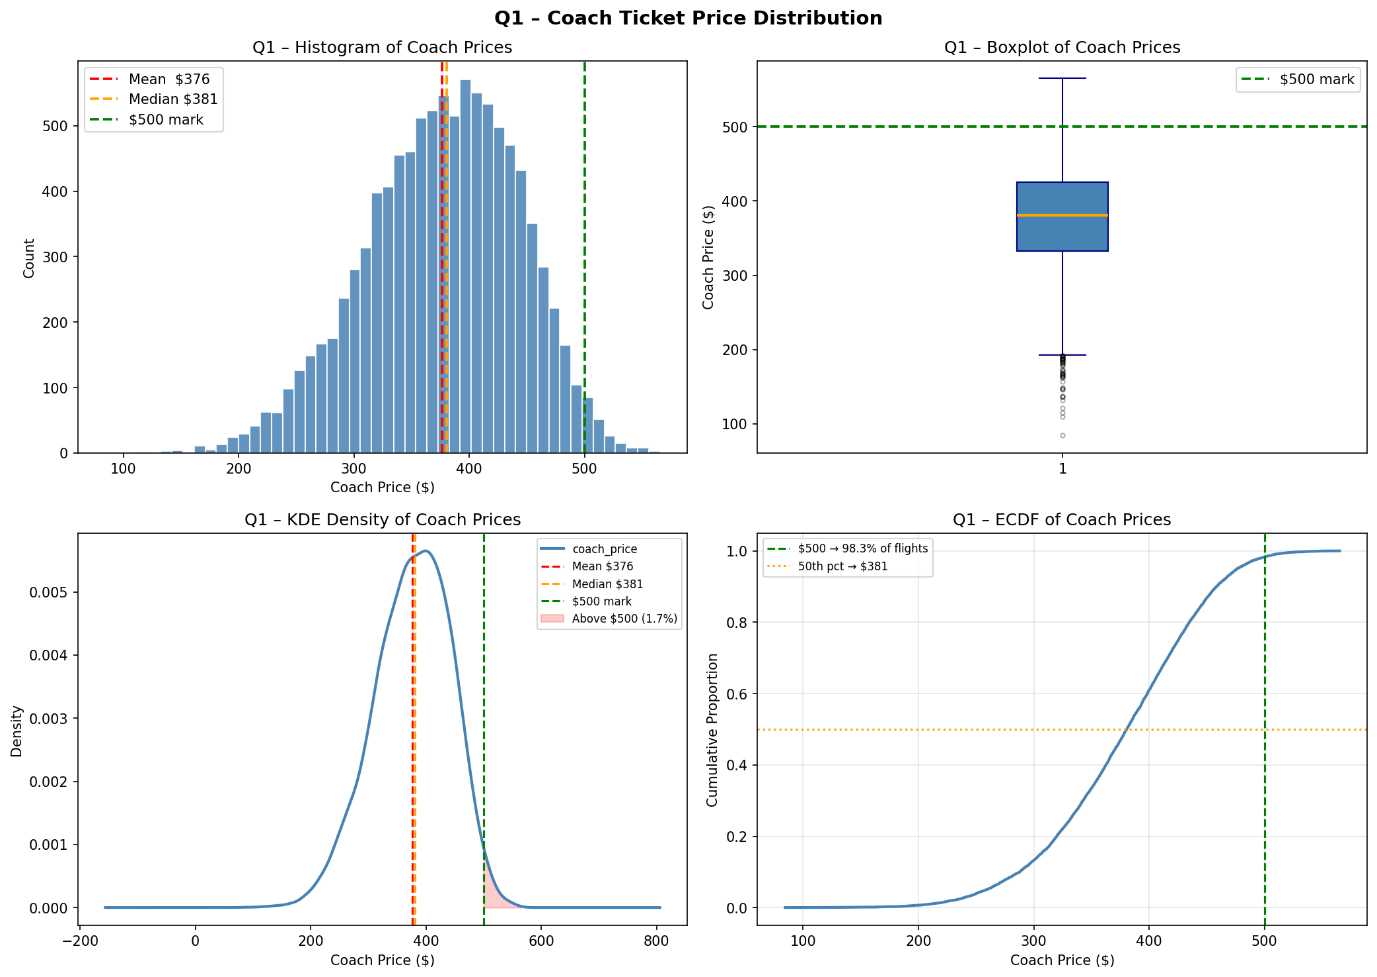 Q1 – Coach Ticket Price Distribution
Q1 – Histogram of Coach Prices
Mean  $376
Median $381
$500 mark
Count
500
400
300
200
100
0
100
200
300
400
500
Coach Price ($)
Q1 – Boxplot of Coach Prices
$500 mark
Coach Price ($)
500
400
300
200
100
1
Q1 – KDE Density of Coach Prices
coach_price
Mean $376
Median $381
$500 mark
Above $500 (1.7%)
Density
0.005
0.004
0.003
0.002
0.001
0.000
−200
0
200
400
600
800
Coach Price ($)
Q1 – ECDF of Coach Prices
$500 → 98.3% of flights
50th pct → $381
Cumulative Proportion
1.0
0.8
0.6
0.4
0.2
0.0
100
200
300
400
500
Coach Price ($)